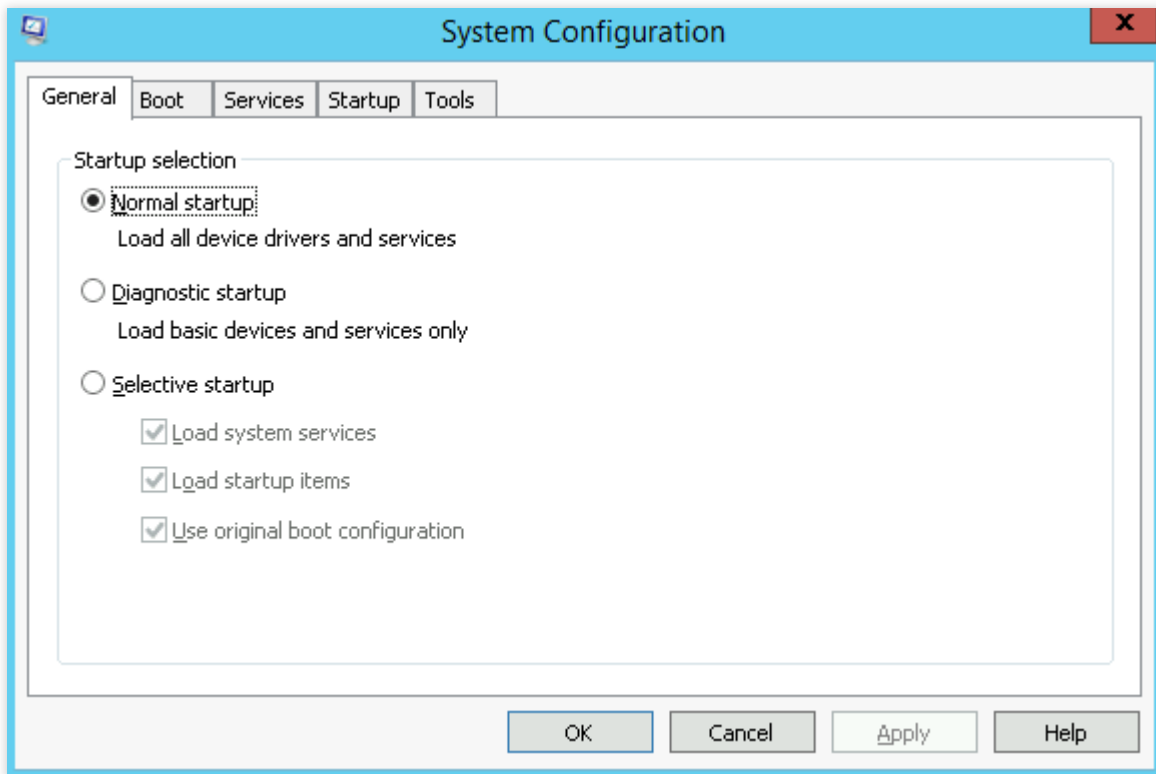 System Configuration
X
General Boot Services Startup Tools
Startup selection
Normal startup
Load all device drivers and services
Diagnostic startup
Load basic devices and services only
Selective startup
Load system services
Load startup items
Use original boot configuration
OK Cancel Apply Help